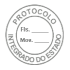 PROTOCOLO
Fls.
Mov.
INTEGRADO DO ESTADO